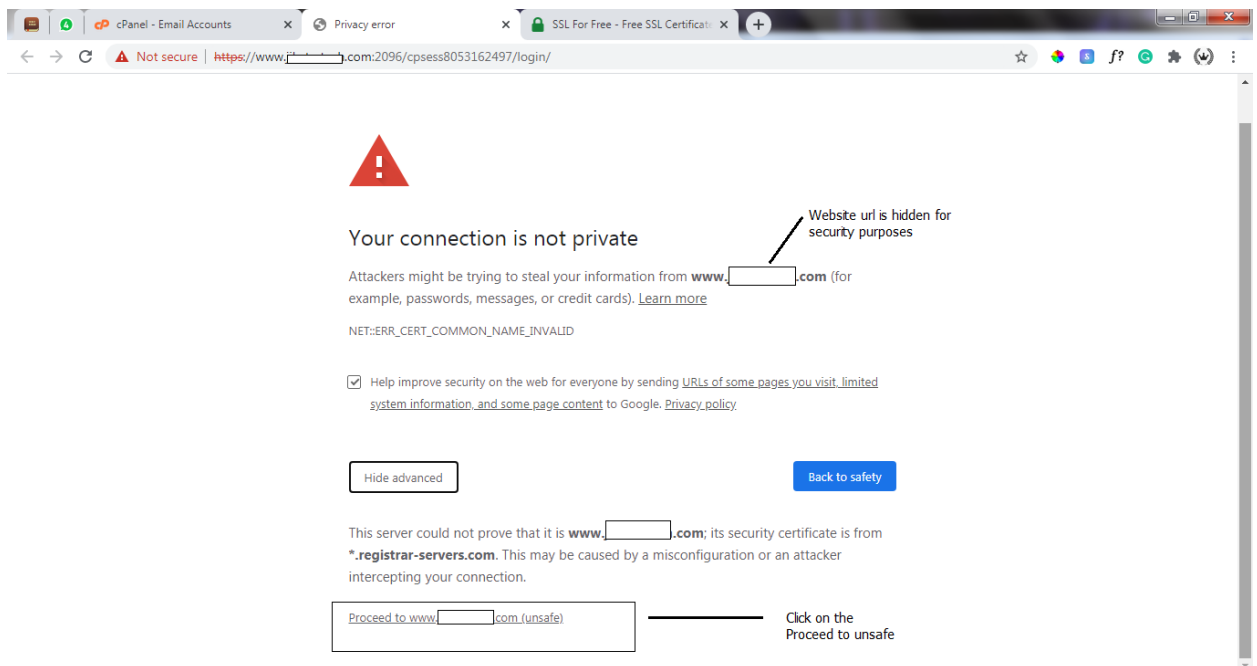 4
cPanel - Email Accounts
Privacy error
SSL For Free - Free SSL Certificat
Not secure | https://www. .com:2096/cpsess8053162497/login/
f?
Website url is hidden for
security purposes
Your connection is not private
Attackers might be trying to steal your information from www. .com (for
example, passwords, messages, or credit cards). Learn more
NET::ERR_CERT_COMMON_NAME_INVALID
Help improve security on the web for everyone by sending URLs of some pages you visit, limited
system information, and some page content to Google. Privacy policy
Hide advanced
Back to safety
This server could not prove that it is www. .com; its security certificate is from
*.registrar-servers.com. This may be caused by a misconfiguration or an attacker
intercepting your connection.
Proceed to www. .com (unsafe)
Click on the
Proceed to unsafe